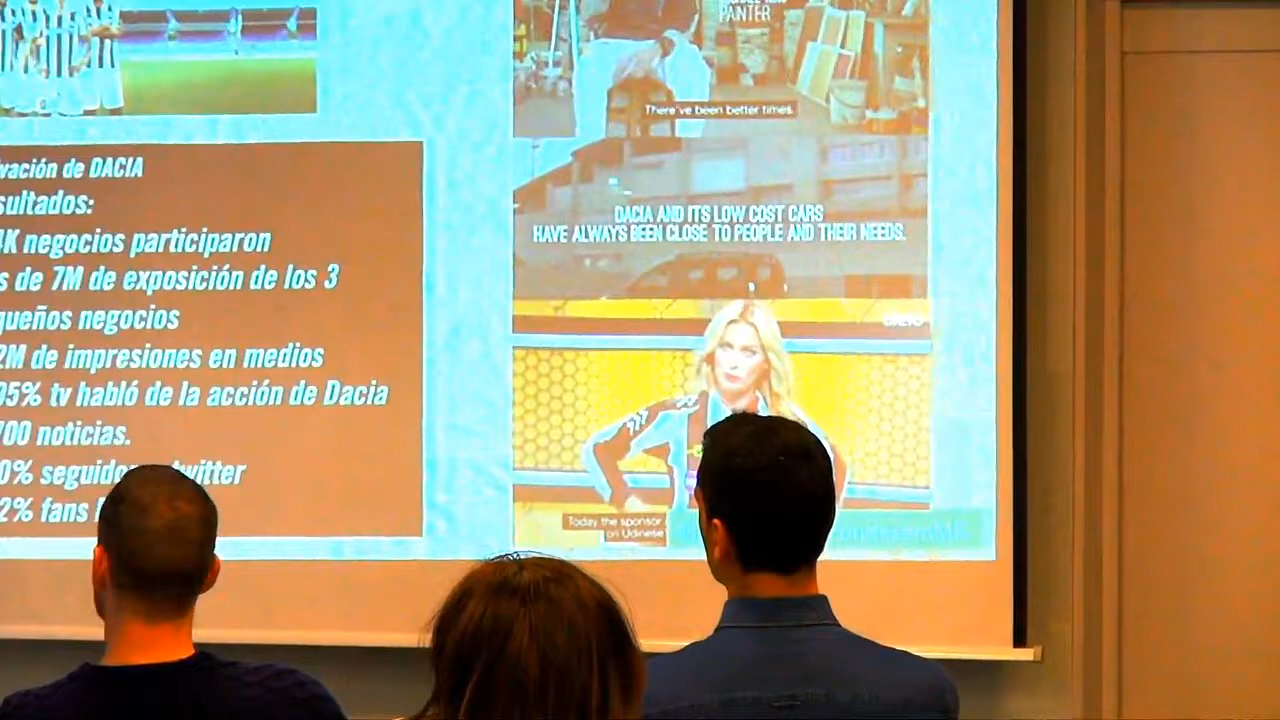 vación de DACIA
sultados:
K negocios participaron
s de 7M de exposición de los 3
queños negocios
2M de impresiones en medios
95% tv habló de la acción de Dacia
700 noticias.
0% seguido twitter
2% fans
PANTER
There've been better times.
DACIA AND ITS LOW COST CARS
HAVE ALWAYS BEEN CLOSE TO PEOPLE AND THEIR NEEDS.
Today the sponsor
on Udinese